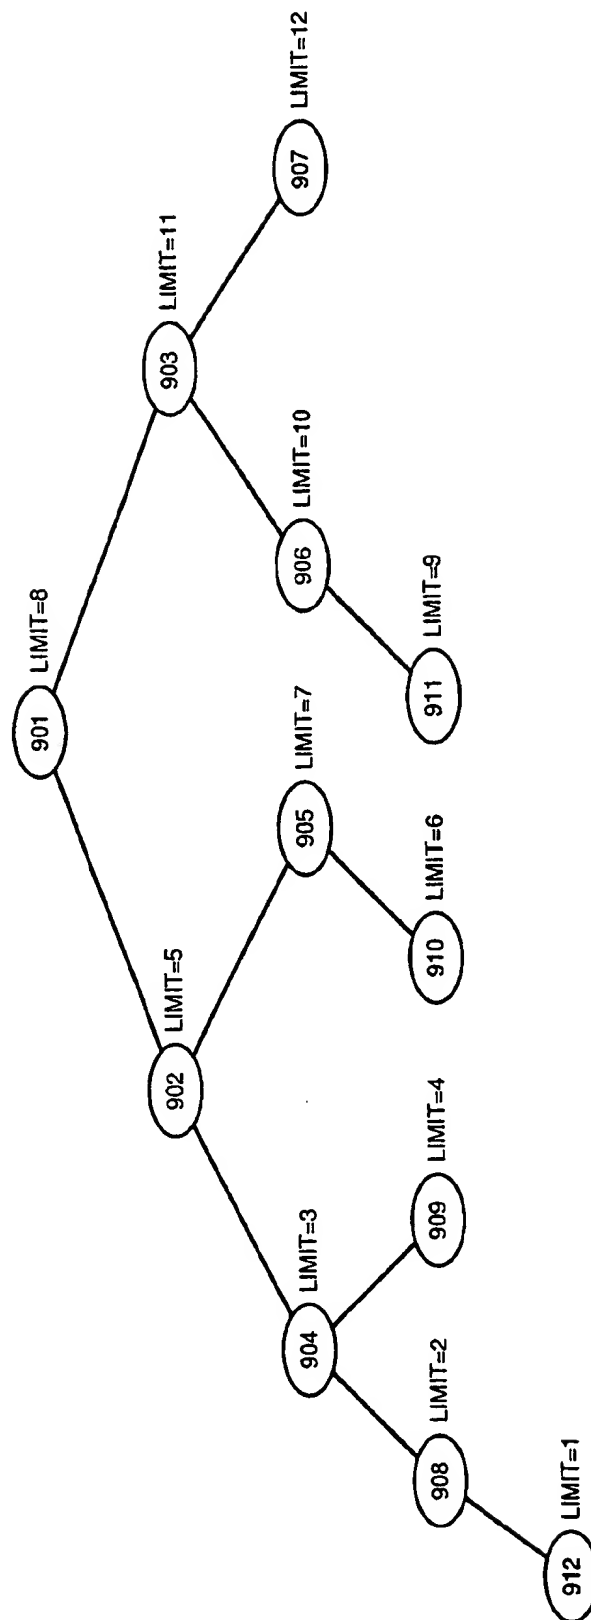 901 LIMIT=8
902 LIMIT=5
903 LIMIT=11
904 LIMIT=3
905 LIMIT=7
906 LIMIT=10
907 LIMIT=12
908 LIMIT=2
909 LIMIT=4
910 LIMIT=6
911 LIMIT=9
912 LIMIT=1